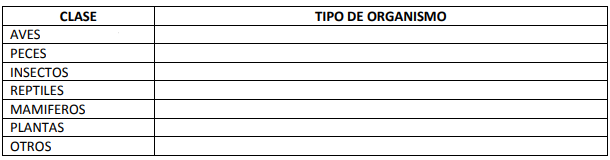 CLASE TIPO DE ORGANISMO
AVES
PECES
INSECTOS
REPTILES
MAMIFEROS
PLANTAS
OTROS